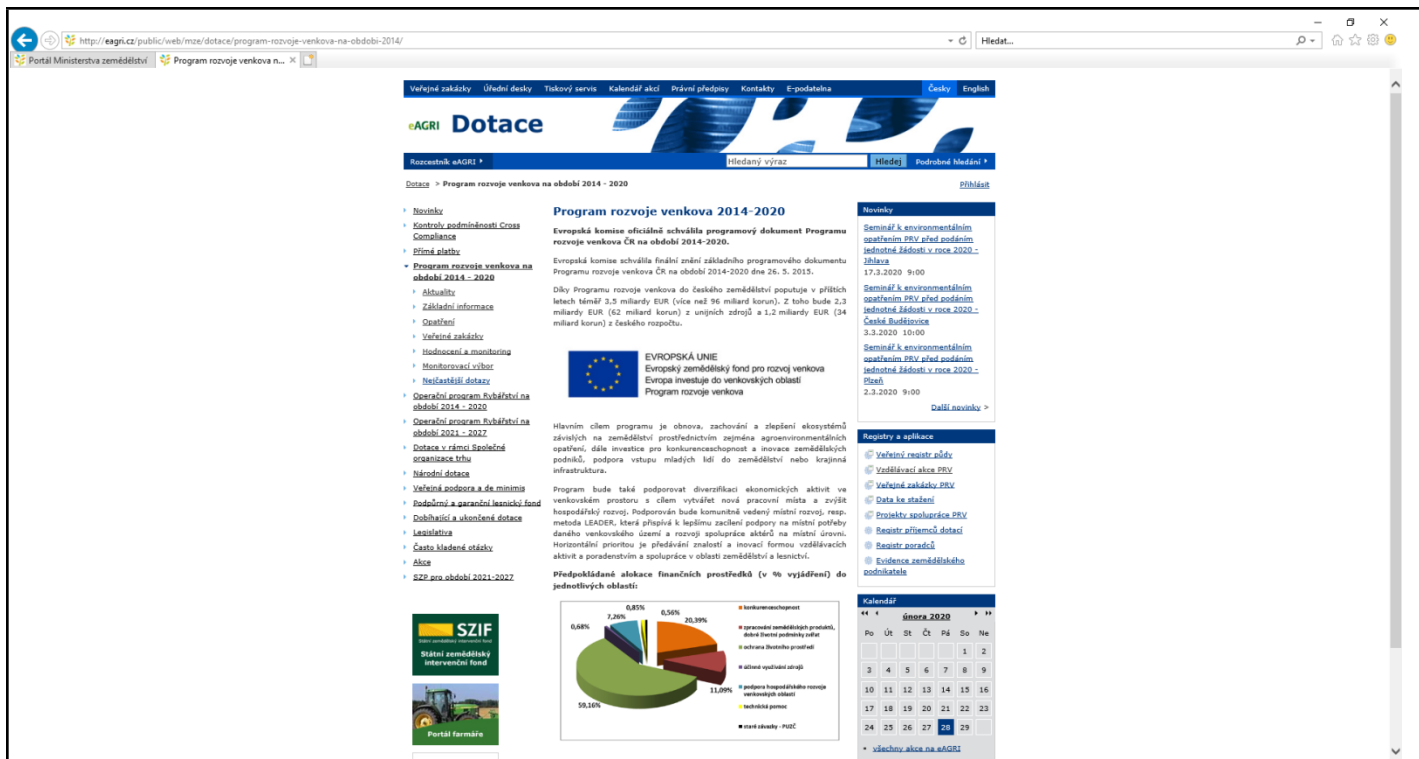 http://eagri.cz/public/web/mze/dotace/program-rozvoje-venkova-na-obdobi-2014/
Hledat...
Portál Ministerstva zemědělství
Program rozvoje venkova n...
Veřejné zakázky Úřední desky Tiskový servis Kalendář akcí Právní předpisy Kontakty E-podatelna
Česky English
eAGRI Dotace
Rozcestník eAGRI
Hledaný výraz
Hledej
Podrobné hledání
Dotace > Program rozvoje venkova na období 2014 - 2020
Přihlásit
Novinky
Kontroly podmíněnosti Cross
Compliance
Přímé platby
Program rozvoje venkova na
období 2014 - 2020
Aktuality
Základní informace
Opatření
Veřejné zakázky
Hodnocení a monitoring
Monitorovací výbor
Nejčastější dotazy
Operační program Rybářství na
období 2014 - 2020
Operační program Rybářství na
období 2021 - 2027
Dotace v rámci Společné
organizace trhu
Národní dotace
Veřejná podpora a de minimis
Podpůrný a garanční lesnický fond
Dobíhající a ukončené dotace
Legislativa
Často kladené otázky
Akce
SZP pro období 2021-2027
SZIF
Státní zemědělský intervenční fond
Státní zemědělský
intervenční fond
Portál farmáře
Program rozvoje venkova 2014-2020
Evropská komise oficiálně schválila programový dokument Programu
rozvoje venkova ČR na období 2014-2020.
Evropská komise schválila finální znění základního programového dokumentu
Programu rozvoje venkova ČR na období 2014-2020 dne 26. 5. 2015.
Díky Programu rozvoje venkova do českého zemědělství poputuje v příštích
letech téměř 3,5 miliardy EUR (více než 96 miliard korun). Z toho bude 2,3
miliardy EUR (62 miliard korun) z unijních zdrojů a 1,2 miliardy EUR (34
miliard korun) z českého rozpočtu.
EVROPSKÁ UNIE
Evropský zemědělský fond pro rozvoj venkova
Evropa investuje do venkovských oblastí
Program rozvoje venkova
Hlavním cílem programu je obnova, zachování a zlepšení ekosystémů
závislých na zemědělství prostřednictvím zejména agroenvironmentálních
opatření, dále investice pro konkurenceschopnost a inovace zemědělských
podniků, podpora vstupu mladých lidí do zemědělství nebo krajinná
infrastruktura.
Program bude také podporovat diverzifikaci ekonomických aktivit ve
venkovském prostoru s cílem vytvářet nová pracovní místa a zvýšit
hospodářský rozvoj. Podporován bude komunitně vedený místní rozvoj, resp.
metoda LEADER, která přispívá k lepšímu zacílení podpory na místní potřeby
daného venkovského území a rozvoji spolupráce aktérů na místní úrovni.
Horizontální prioritou je předávání znalostí a inovací formou vzdělávacích
aktivit a poradenstvím a spolupráce v oblasti zemědělství a lesnictví.
Předpokládané alokace finančních prostředků (v % vyjádření) do
jednotlivých oblastí:
0,85%
0,56%
7,26%
20,39%
0,68%
11,09%
59,16%
konkurenceschopnost
zpracování zemědělských produktů,
dobré životní podmínky zvířat
ochrana životního prostředí
účinné využívání zdrojů
podpora hospodářského rozvoje
venkovských oblastí
technická pomoc
staré závazky - PUZČ
Novinky
Seminář k environmentálním
opatřením PRV před podáním
jednotné žádosti v roce 2020 -
Jihlava
17.3.2020 9:00
Seminář k environmentálním
opatřením PRV před podáním
jednotné žádosti v roce 2020 -
České Budějovice
3.3.2020 10:00
Seminář k environmentálním
opatřením PRV před podáním
jednotné žádosti v roce 2020 -
Plzeň
2.3.2020 9:00
Další novinky >
Registry a aplikace
Veřejný registr půdy
Vzdělávací akce PRV
Veřejné zakázky PRV
Data ke stažení
Projekty spolupráce PRV
Registr příjemců dotací
Registr poradců
Evidence zemědělského
podnikatele
Kalendář
února 2020
Po Út St Čt Pá So Ne
1 2
3 4 5 6 7 8 9
10 11 12 13 14 15 16
17 18 19 20 21 22 23
24 25 26 27 28 29
všechny akce na eAGRI